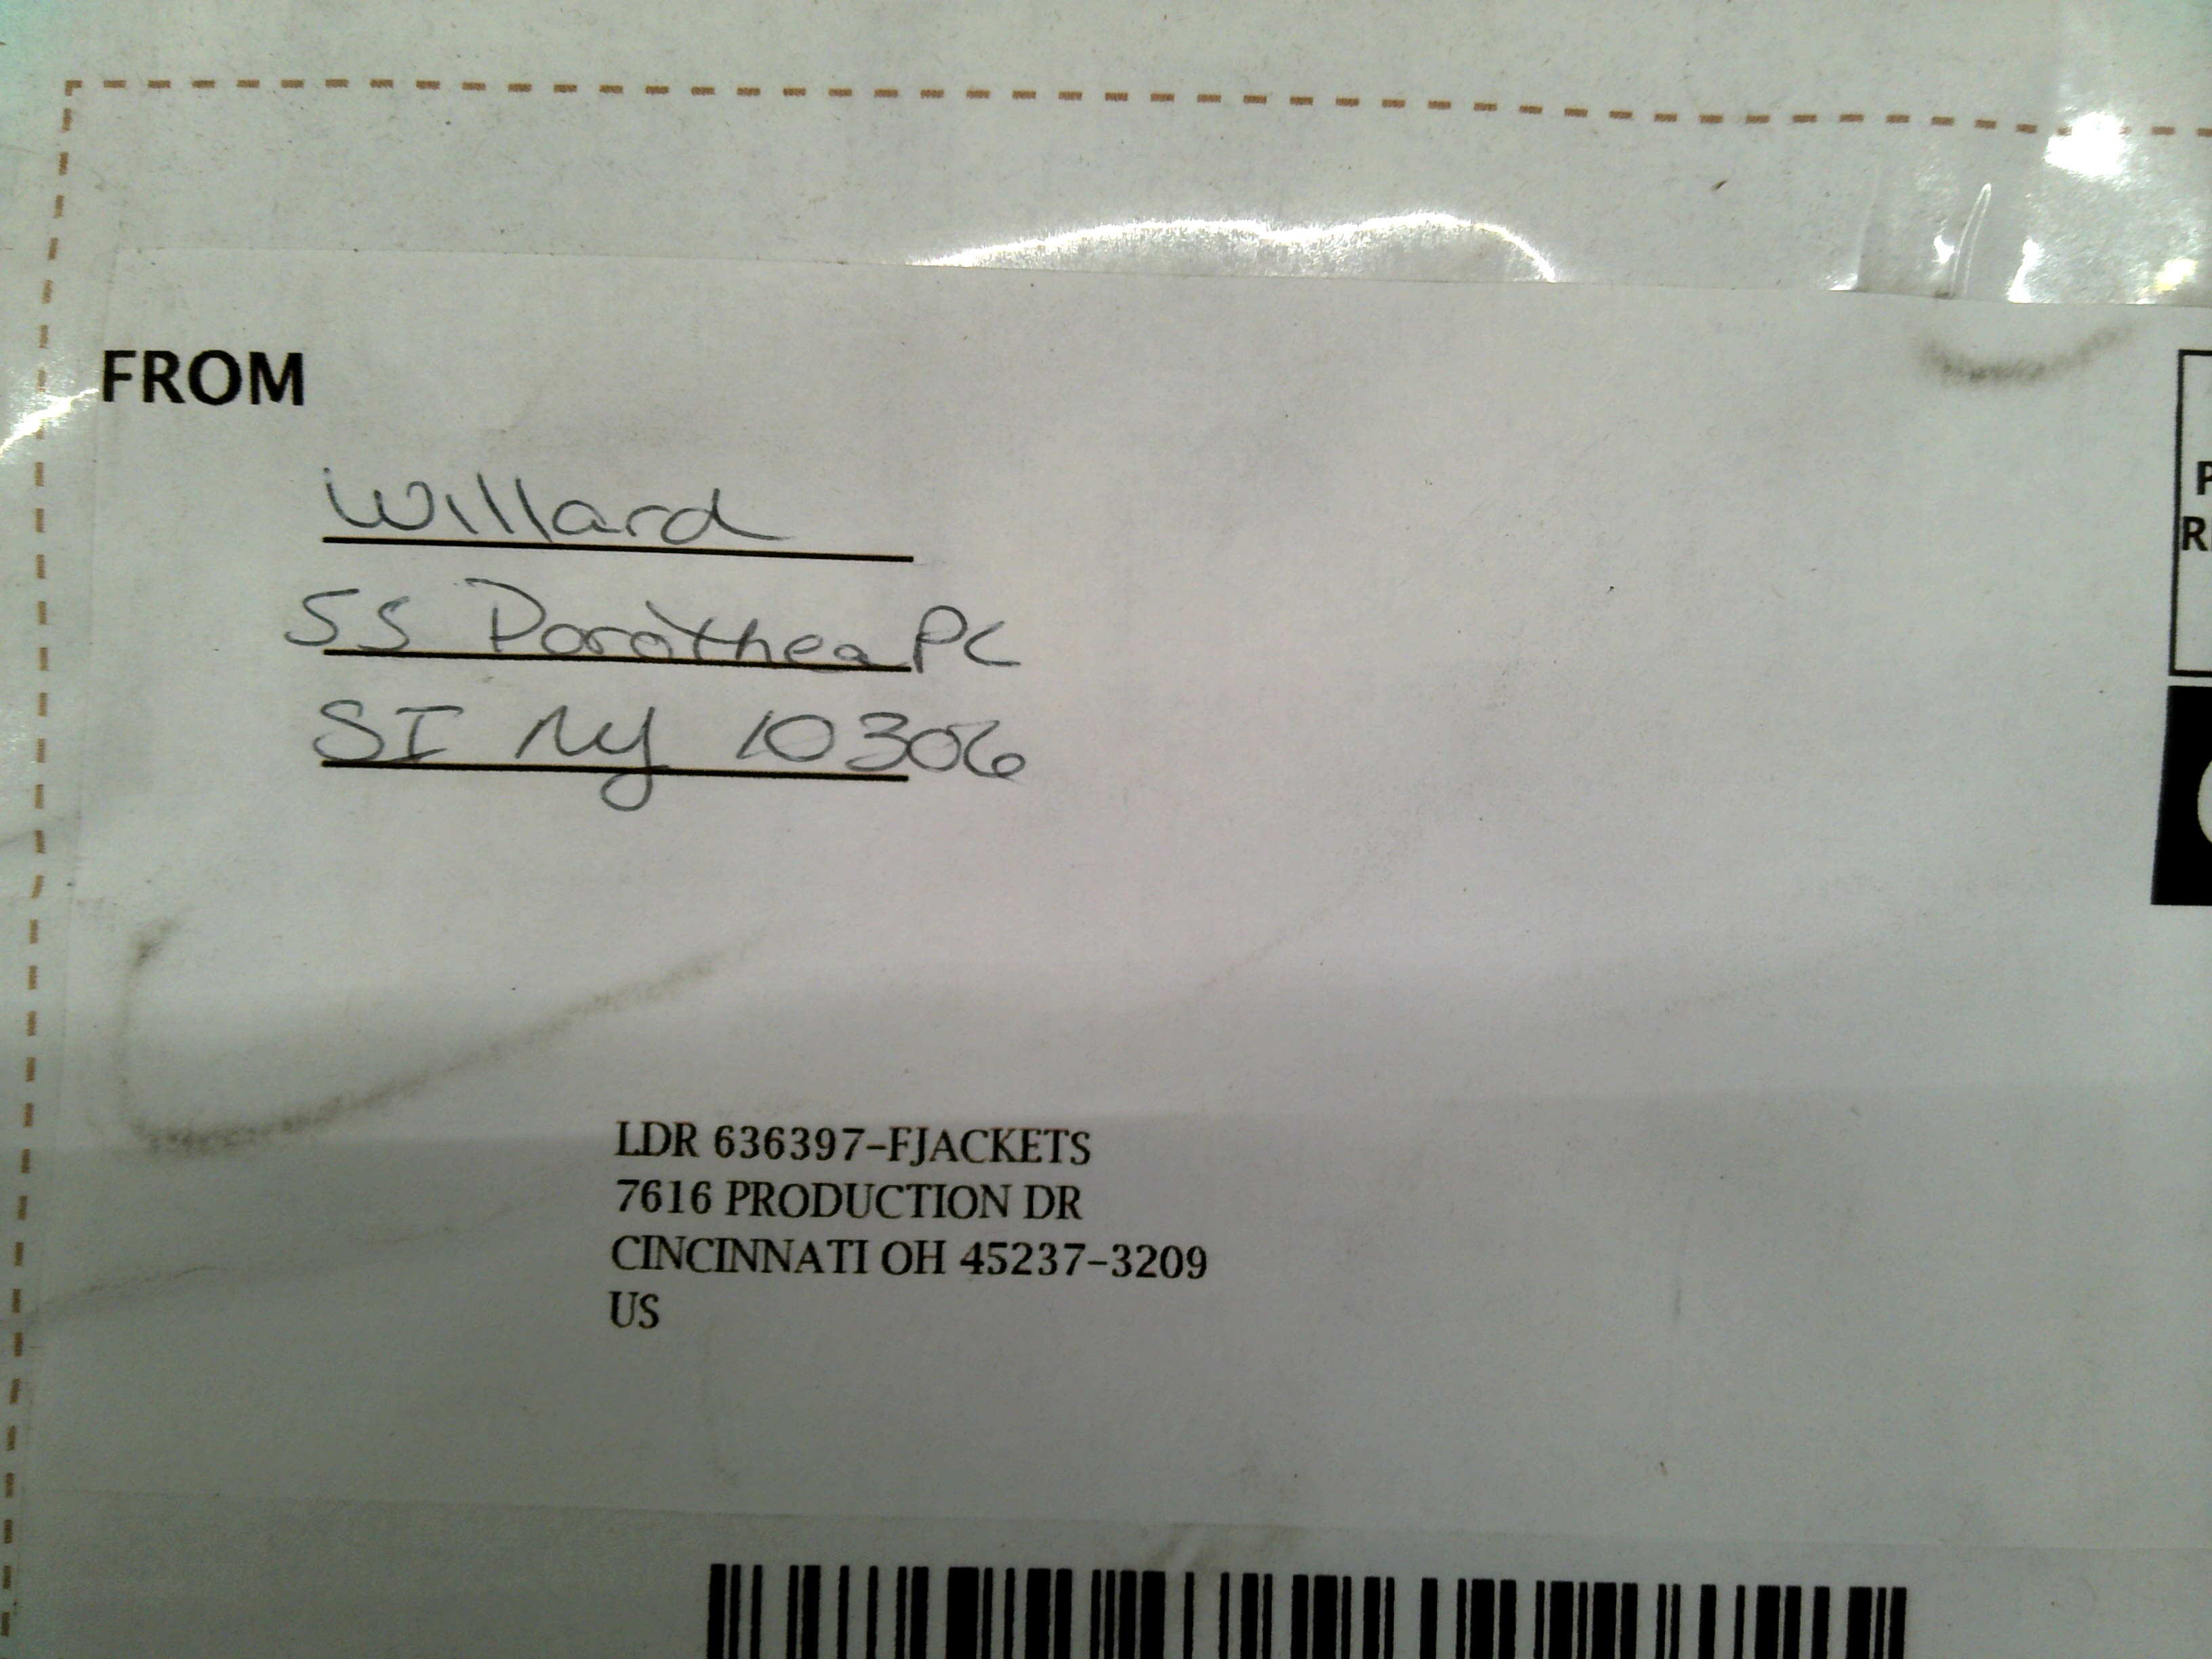 FROM
Willard
55 Dorothea PL
SI NY 10306
P
R
LDR 636397-FJACKETS
7616 PRODUCTION DR
CINCINNATI OH 45237-3209
US